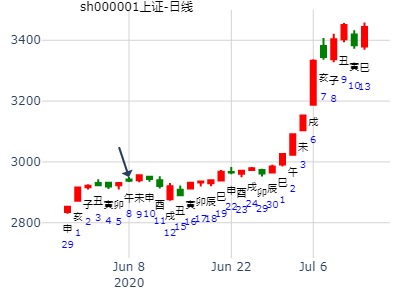 sh000001上证-日线
3400
3200
3000
2800
申 亥 子 丑 寅 卯 午 未 申 酉 戌 丑 寅 卯 辰 巳 申 酉 戌 卯 辰 巳 午 未 戌 亥 子 丑 寅 巳
29 1 2 3 4 5 8 9 10 11 12 15 16 17 18 19 22 23 24 29 30 1 2 3 6 7 8 9 10 13
Jun 8 Jun 22 Jul 6
2020